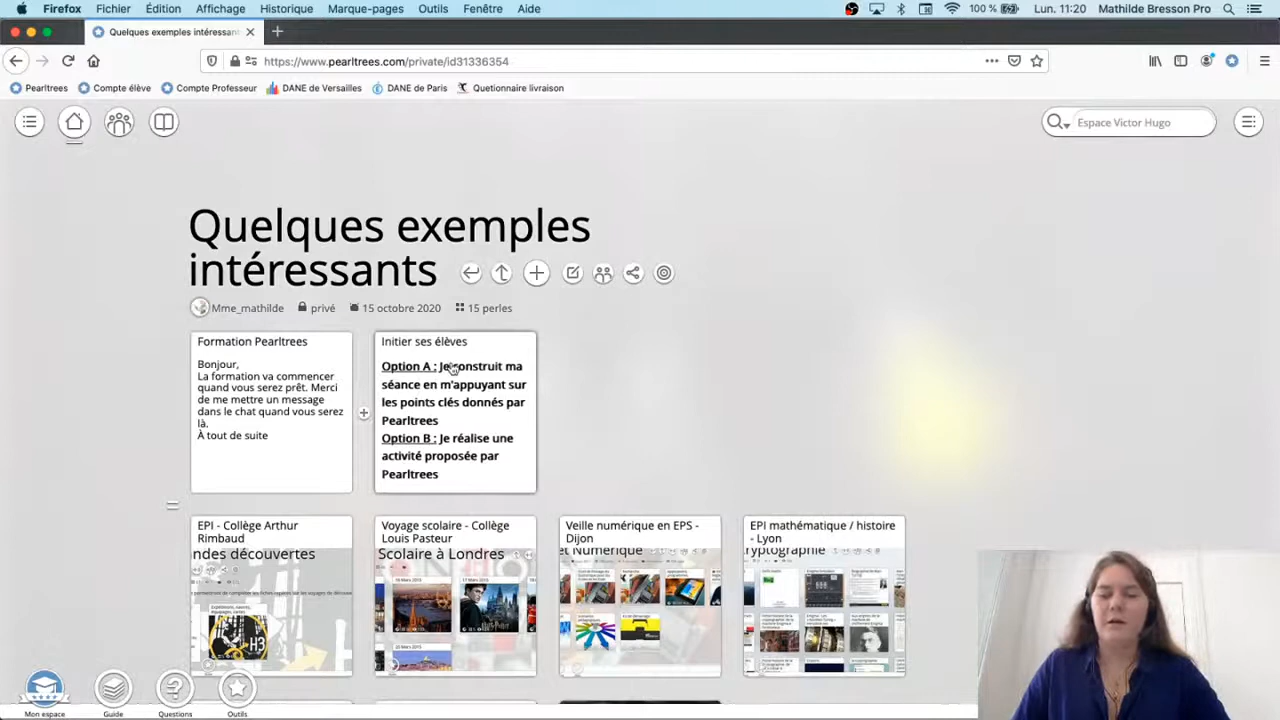 Firefox Fichier Édition Affichage Historique Marque-pages Outils Fenêtre Aide 100 % Lun. 11:20 Mathilde Bresson Pro
Quelques exemples intéressant
https://www.pearltrees.com/private/id31336354
Pearltrees Compte élève Compte Professeur DANE de Versailles DANE de Paris Quetionnaire livraison
Espace Victor Hugo
Quelques exemples
intéressants
Mme_mathilde privé 15 octobre 2020 15 perles
Formation Pearltrees
Bonjour,
La formation va commencer
quand vous serez prêt. Merci
de me mettre un message
dans le chat quand vous serez
là.
À tout de suite
Initier ses élèves
Option A : Je construit ma
séance en m'appuyant sur
les points clés donnés par
Pearltrees
Option B : Je réalise une
activité proposée par
Pearltrees
EPI - Collège Arthur
Rimbaud
ndes découvertes
Voyage scolaire - Collège
Louis Pasteur
Scolaire à Londres
Veille numérique en EPS -
Dijon
et Numérique
EPI mathématique / histoire
- Lyon
ryptographie
Mon espace Guide Questions Outils